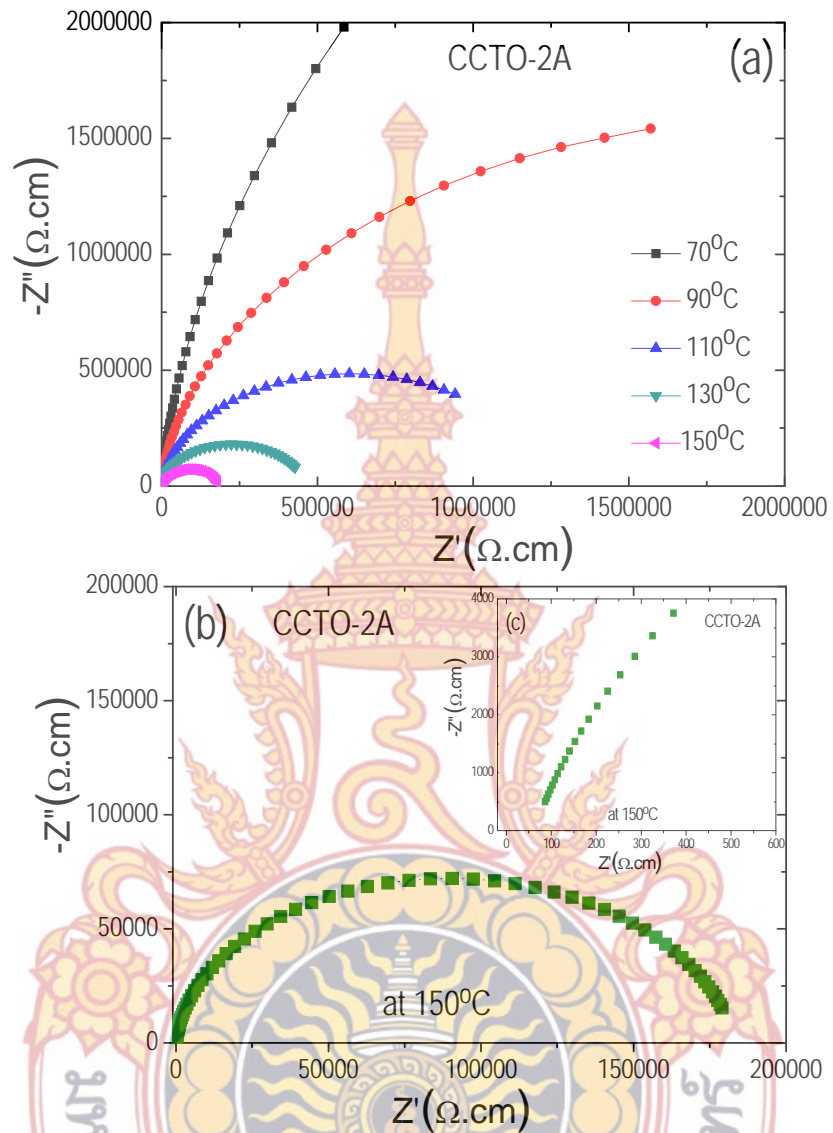 CCTO-2A
(a)
2000000
1500000
1000000
500000
0
-Z"(Ω.cm)
70⁰C
90⁰C
110⁰C
130⁰C
150⁰C
0 500000 1000000 1500000 2000000
Z'(Ω.cm)
(b) CCTO-2A
200000
150000
100000
50000
0
-Z"(Ω.cm)
(c) CCTO-2A
4000
3000
2000
1000
0
-Z"(Ω.cm)
at 150⁰C
0 100 200 300 400 500 600
Z'(Ω.cm)
at 150⁰C
0 50000 100000 150000 200000
Z'(Ω.cm)